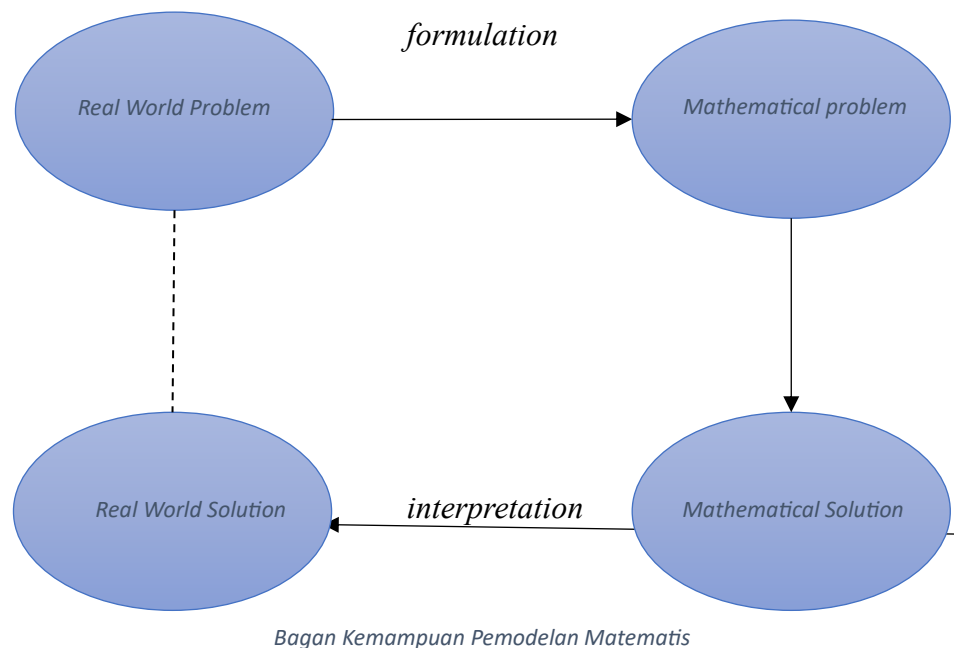 formulation
Real World Problem
Mathematical problem
Real World Solution
interpretation
Mathematical Solution
Bagan Kemampuan Pemodelan Matematis